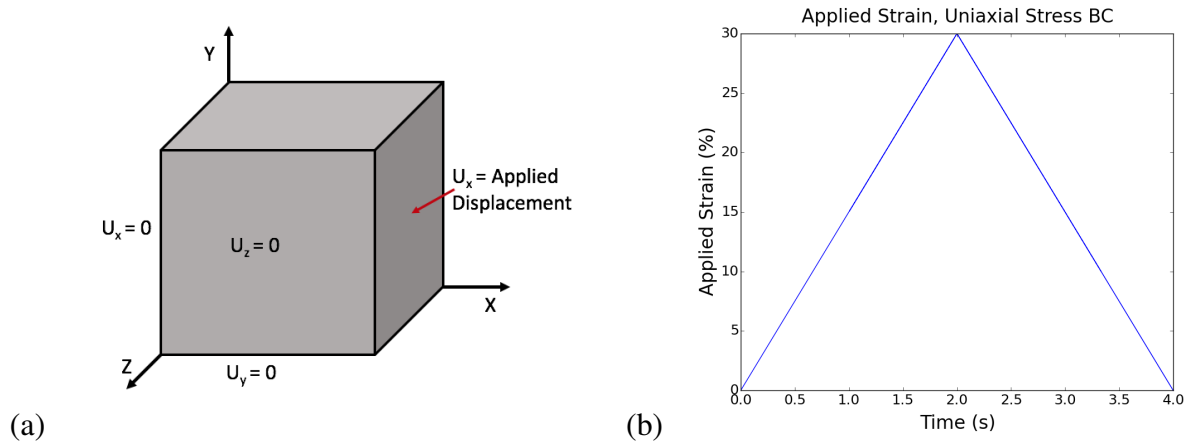 Y
U_x = Applied
Displacement
U_x = 0
U_z = 0
X
Z
U_y = 0
(a)
Applied Strain, Uniaxial Stress BC
30
25
20
15
10
5
0
Applied Strain (%)
0.0 0.5 1.0 1.5 2.0 2.5 3.0 3.5 4.0
Time (s)
(b)